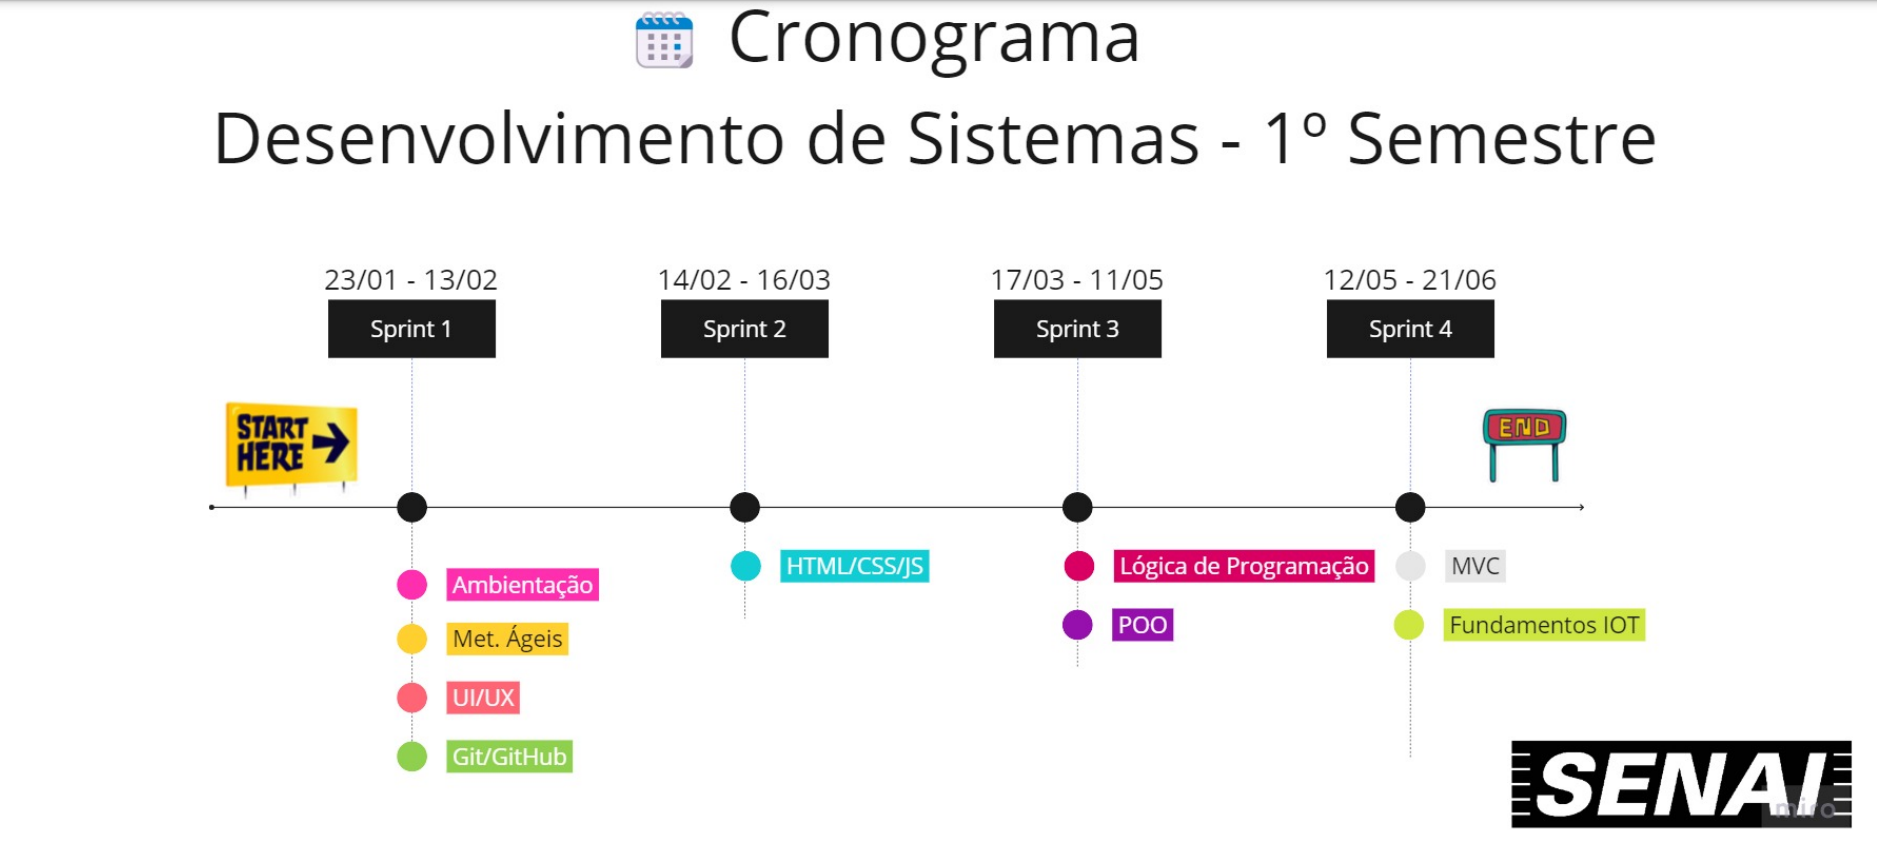 Cronograma
Desenvolvimento de Sistemas - 1º Semestre
23/01 - 13/02
Sprint 1
14/02 - 16/03
Sprint 2
17/03 - 11/05
Sprint 3
12/05 - 21/06
Sprint 4
START
HERE
END
Ambientação
Met. Ágeis
UI/UX
Git/GitHub
HTML/CSS/JS
Lógica de Programação
POO
MVC
Fundamentos IOT
SENAI
miro